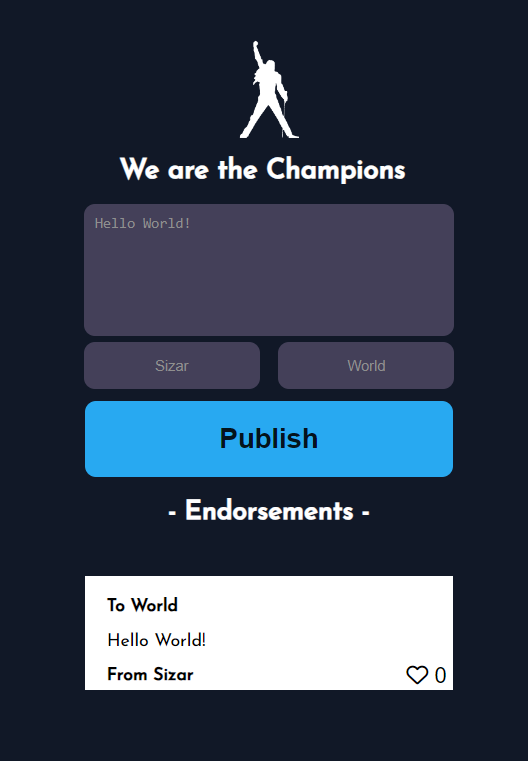 We are the Champions
Hello World!
Sizar World
Publish
- Endorsements -
To World
Hello World!
From Sizar 0